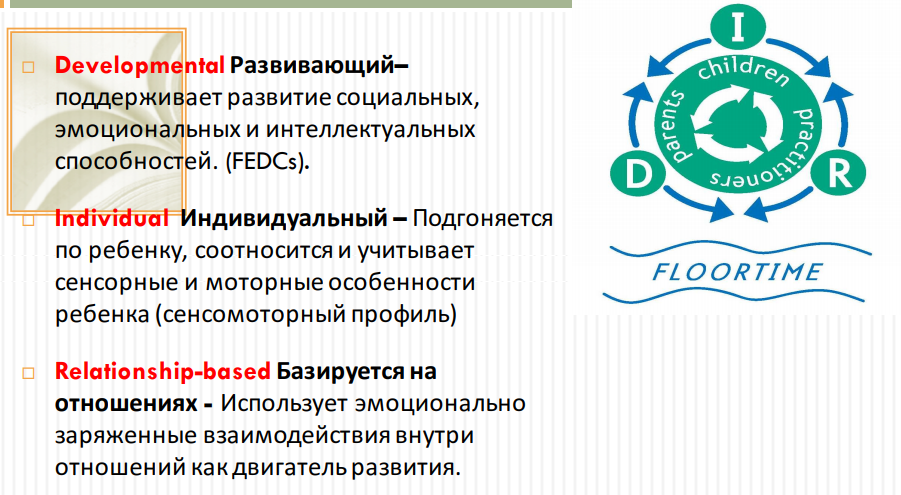 Developmental Развивающий–
поддерживает развитие социальных,
эмоциональных и интеллектуальных
способностей. (FEDCs).
Individual Индивидуальный – Подгоняется
по ребенку, соотносится и учитывает
сенсорные и моторные особенности
ребенка (сенсомоторный профиль)
Relationship-based Базируется на
отношениях - Использует эмоционально
заряженные взаимодействия внутри
отношений как двигатель развития.
I
children
parents
practitioners
D
R
FLOORTIME